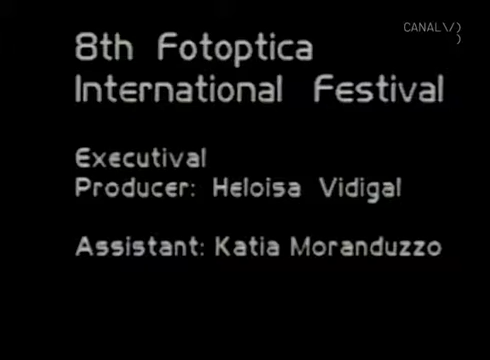 CANAL
8th Fotoptica
International Festival
Executival
Producer: Heloisa Vidigal
Assistant: Katia Moranduzzo